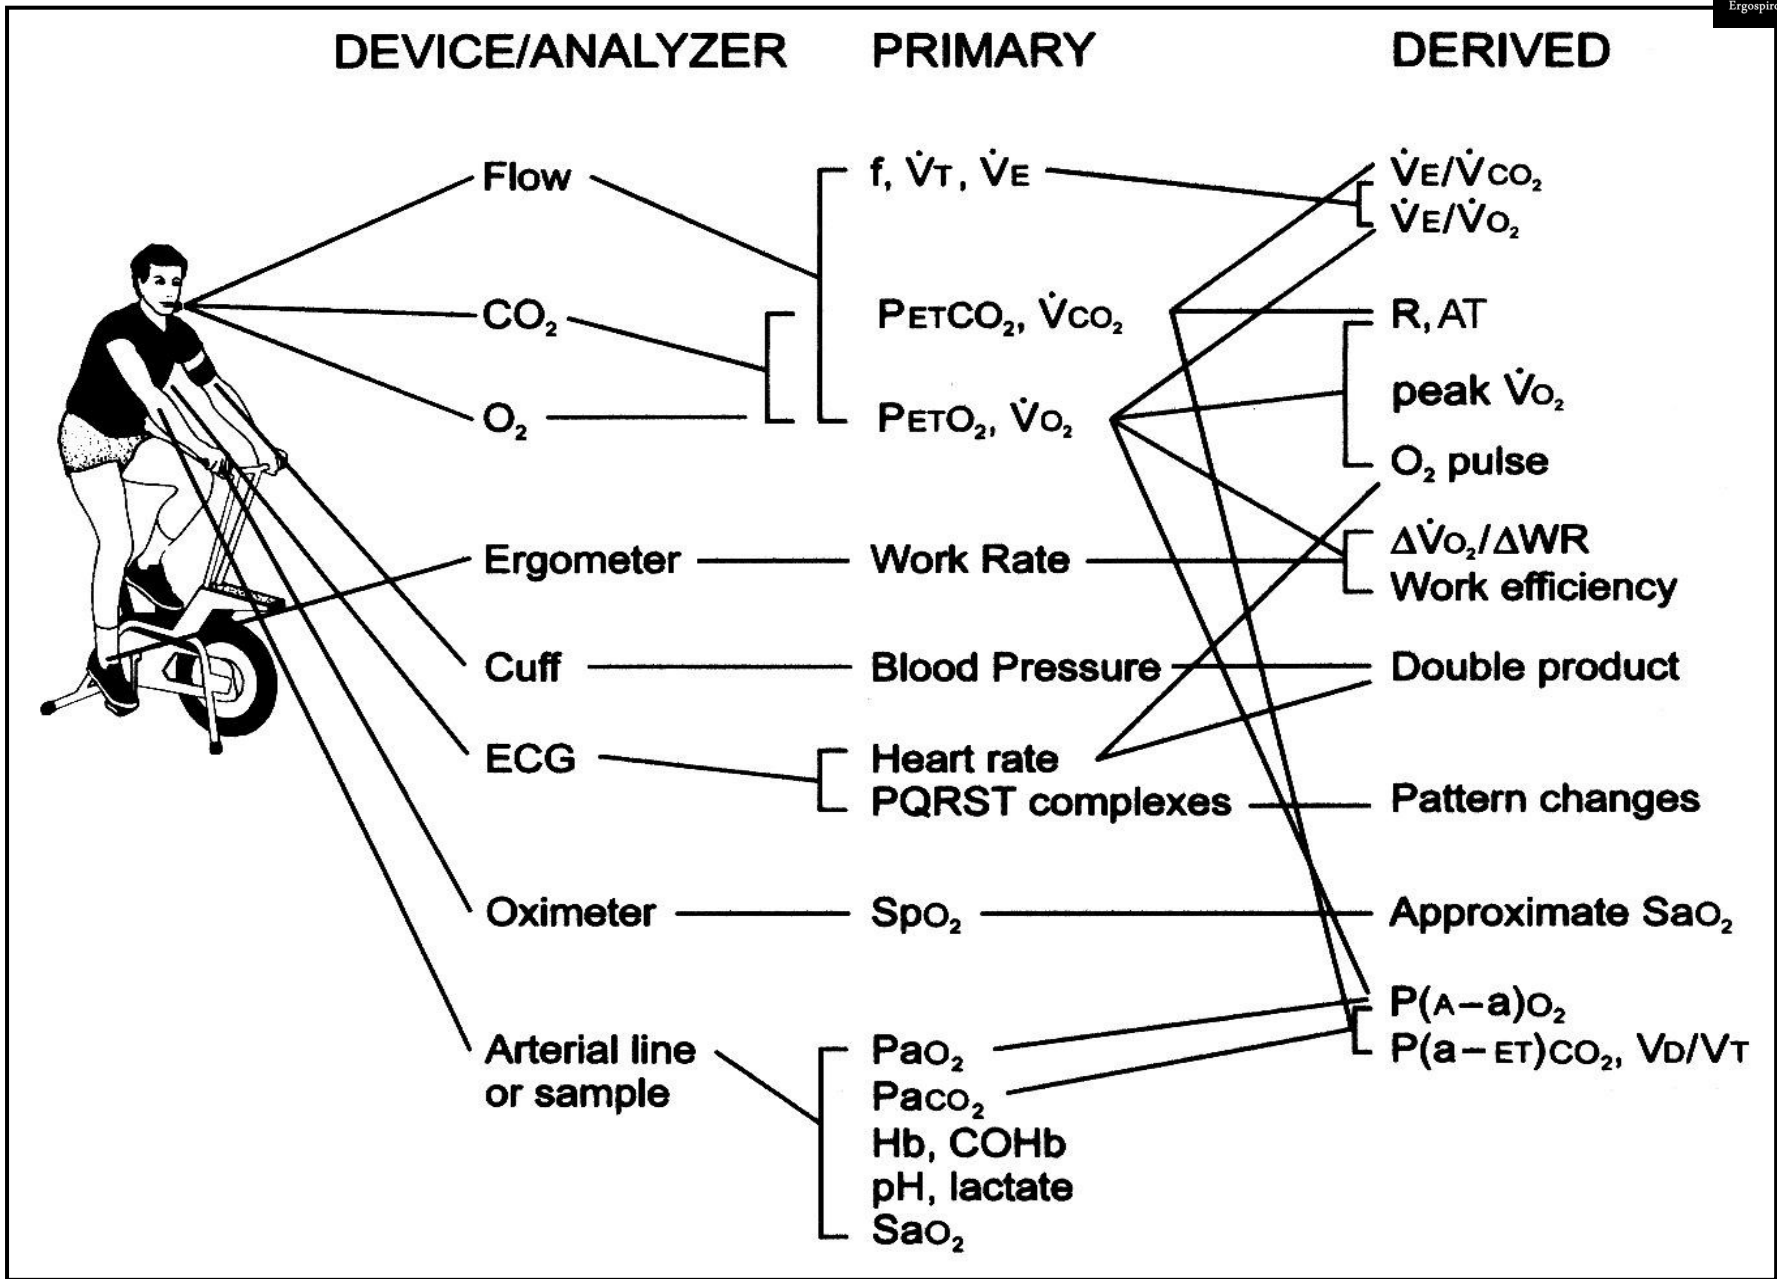 Ergospiro
DEVICE/ANALYZER PRIMARY DERIVED
Flow f, V̇T, V̇E V̇E/V̇CO₂
V̇E/V̇O₂
CO₂ PETCO₂, V̇CO₂ R, AT
peak V̇O₂
O₂ PETO₂, V̇O₂
O₂ pulse
ΔV̇O₂/ΔWR
Ergometer Work Rate
Work efficiency
Cuff Blood Pressure Double product
ECG Heart rate
PQRST complexes Pattern changes
Oximeter SpO₂ Approximate SaO₂
P(A–a)O₂
Arterial line PaO₂ P(a–ET)CO₂, VD/VT
or sample PaCO₂
Hb, COHb
pH, lactate
SaO₂